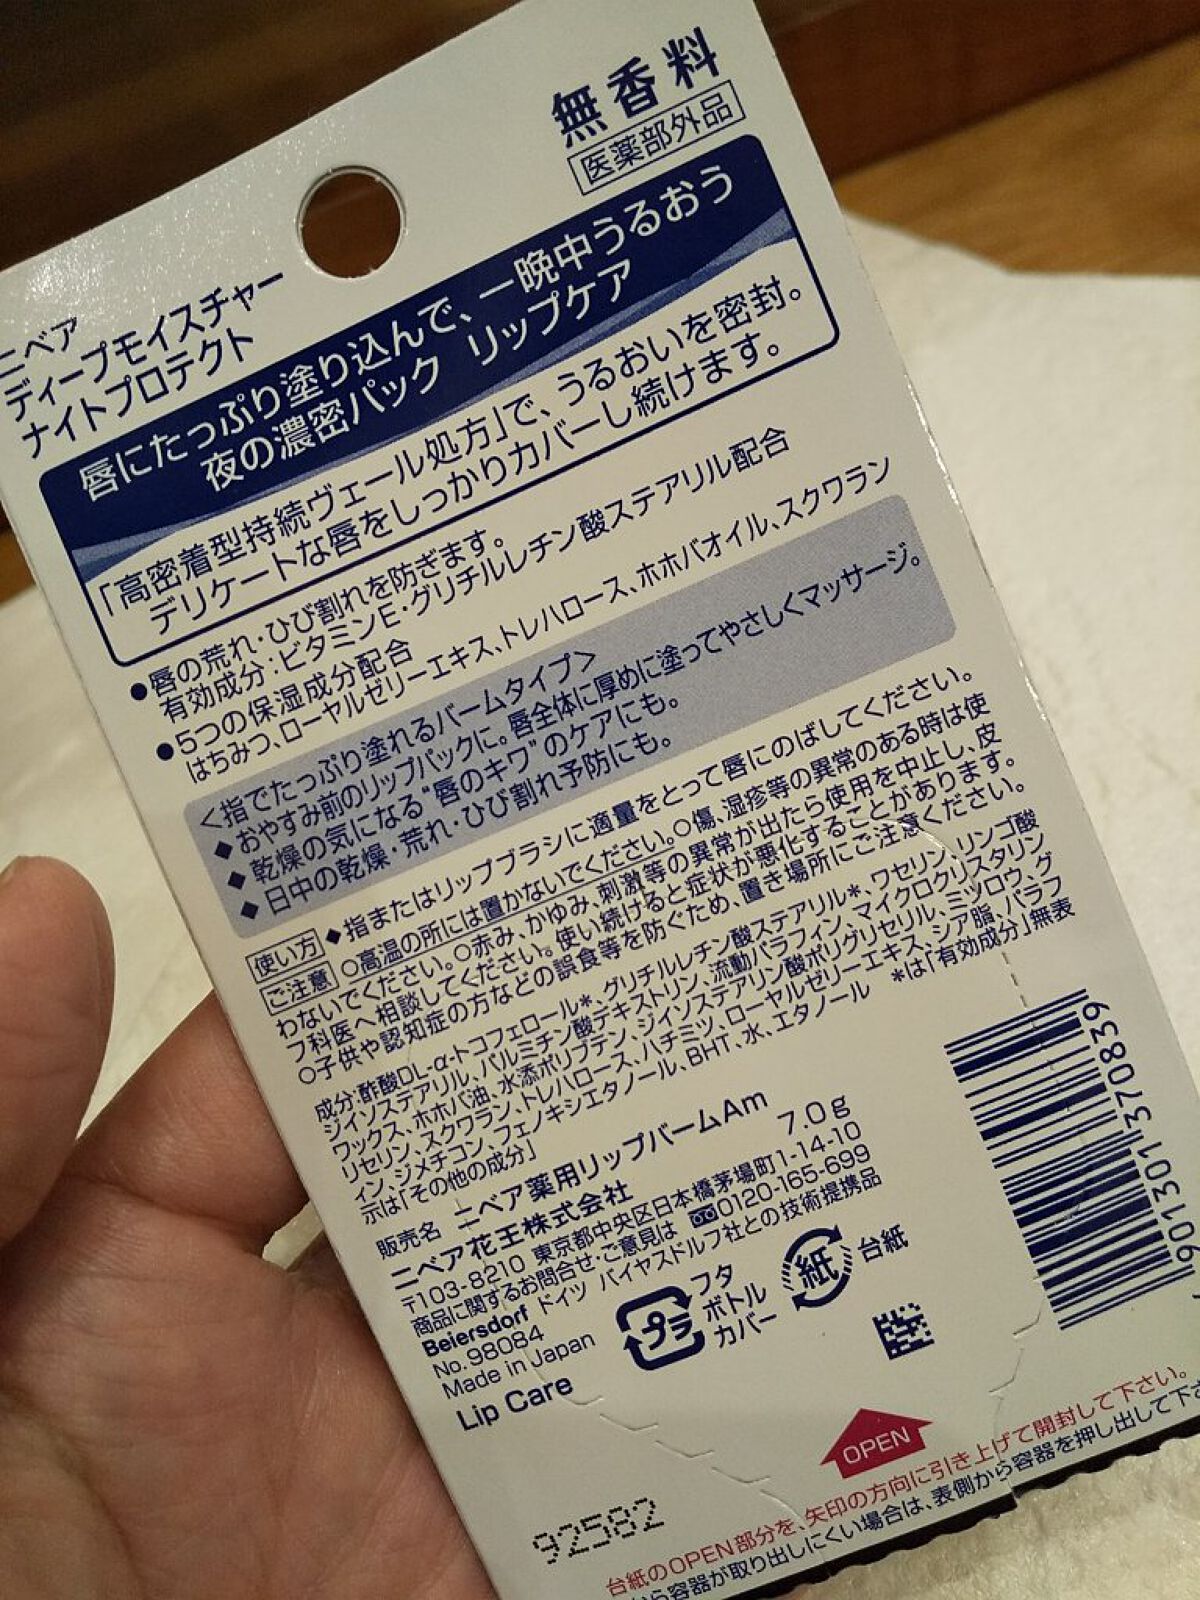 無香料
医薬部外品
ニベア
ディープモイスチャー
ナイトプロテクト
唇にたっぷり塗り込んで、一晩中うるおう
夜の濃密パック リップケア
「高密着型持続ヴェール処方」で、うるおいを密封。
デリケートな唇をしっかりカバーし続けます。
●唇の荒れ・ひび割れを防ぎます。
有効成分：ビタミンE・グリチルレチン酸ステアリル配合
●5つの保湿成分配合
はちみつ、ローヤルゼリーエキス、トレハロース、ホホバオイル、スクワラン
＜指でたっぷり塗れるバームタイプ＞
◆おやすみ前のリップパックに。唇全体に厚めに塗ってやさしくマッサージ。
◆乾燥の気になる“唇のキワ”のケアにも。
◆日中の乾燥・荒れ・ひび割れ予防にも。
使い方 ◆指またはリップブラシに適量をとって唇にのばしてください。
ご注意 ○高温の所には置かないでください。○傷、湿疹等の異常のある時は使
わないでください。○赤み、かゆみ、刺激等の異常が出たら使用を中止し、皮
フ科医へ相談してください。使い続けると症状が悪化することがあります。
○子供や認知症の方などの誤食等を防ぐため、置き場所にご注意ください。
成分:酢酸DL-α-トコフェロール*、グリチルレチン酸ステアリル*、ワセリン、リンゴ酸
ジイソステアリル、パルミチン酸デキストリン、流動パラフィン、マイクロクリスタリン
ワックス、ホホバ油、水添ポリブテン、ジイソステアリン酸ポリグリセリル、ミツロウ、グ
リセリン、スクワラン、トレハロース、ハチミツ、ローヤルゼリーエキス、シア脂、パラフ
ィン、ジメチコン、フェノキシエタノール、BHT、水、エタノール *は「有効成分」無表
示は「その他の成分」
販売名 ニベア薬用リップバームAm
7.0g
ニベア花王株式会社
〒103-8210 東京都中央区日本橋茅場町1-14-10
商品に関するお問合せ・ご意見は 0120-165-699
Beiersdorf ドイツ バイヤスドルフ社との技術提携品
No.98084
Made in Japan
Lip Care
プラ
フタ
ボトル
カバー
紙
台紙
4 901301 370839
OPEN
台紙のOPEN部分を、矢印の方向に引き上げて開封して下さい。
から容器が取り出しにくい場合は、表側から容器を押し出して下さ
92582